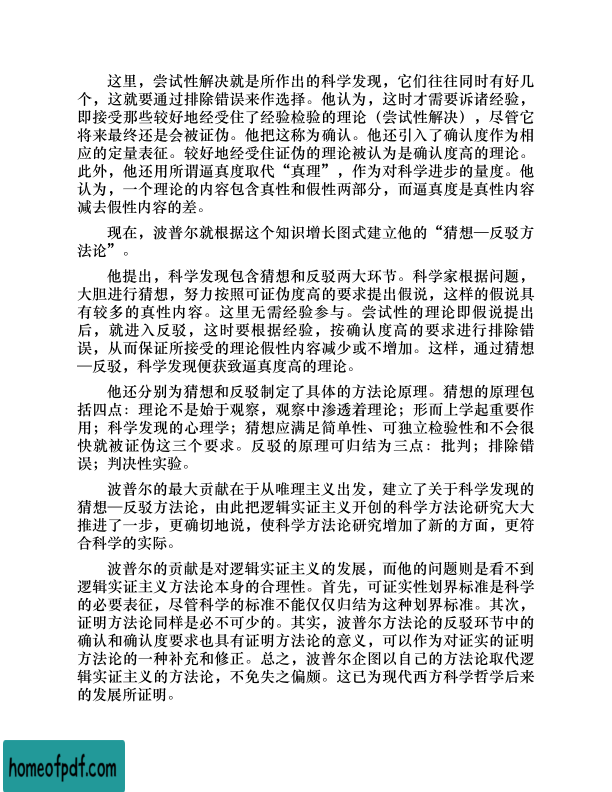 这里，尝试性解决就是所作出的科学发现，它们往往同时有好几
个，这就要通过排除错误来作选择。他认为，这时才需要诉诸经验，
即接受那些较好地经受住了经验检验的理论（尝试性解决），尽管它
将来最终还是会被证伪。他把这称为确认。他还引入了确认度作为相
应的定量表征。较好地经受住证伪的理论被认为是确认度高的理论。
此外，他还用所谓逼真度取代“真理”，作为对科学进步的量度。他
认为，一个理论的内容包含真性和假性两部分，而逼真度是真性内容
减去假性内容的差。
现在，波普尔就根据这个知识增长图式建立他的“猜想—反驳方
法论”。
他提出，科学发现包含猜想和反驳两大环节。科学家根据问题，
大胆进行猜想，努力按照可证伪度高的要求提出假说，这样的假说具
有较多的真性内容。这里无需经验参与。尝试性的理论即假说提出
后，就进入反驳，这时要根据经验，按确认度高的要求进行排除错
误，从而保证所接受的理论假性内容减少或不增加。这样，通过猜想
—反驳，科学发现便获致逼真度高的理论。
他还分别为猜想和反驳制定了具体的方法论原理。猜想的原理包
括四点：理论不是始于观察，观察中渗透着理论；形而上学起重要作
用；科学发现的心理学；猜想应满足简单性、可独立检验性和不会很
快就被证伪这三个要求。反驳的原理可归结为三点：批判；排除错
误；判决性实验。
波普尔的最大贡献在于从唯理主义出发，建立了关于科学发现的
猜想—反驳方法论，由此把逻辑实证主义开创的科学方法论研究大大
推进了一步，更确切地说，使科学方法论研究增加了新的方面，更符
合科学的实际。
波普尔的贡献是对逻辑实证主义的发展，而他的问题则是看不到
逻辑实证主义方法论本身的合理性。首先，可证实性划界标准是科学
的必要表征，尽管科学的标准不能仅仅归结为这种划界标准。其次，
证明方法论同样是必不可少的。其实，波普尔方法论的反驳环节中的
确认和确认度要求也具有证明方法论的意义，可以作为对证实的证明
方法论的一种补充和修正。总之，波普尔企图以自己的方法论取代逻
辑实证主义的方法论，不免失之偏颇。这已为现代西方科学哲学后来
的发展所证明。
homeofpdf.com